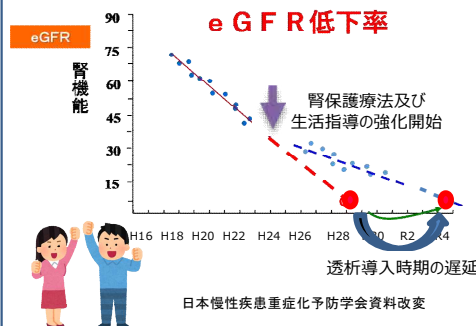 eGFR低下率
eGFR
腎機能
90
75
60
45
30
15
腎保護療法及び
生活指導の強化開始
H16 H18 H20 H22 H24 H26 H28 H30 R2 R4
透析導入時期の遅延
日本慢性疾患重症化予防学会資料改変